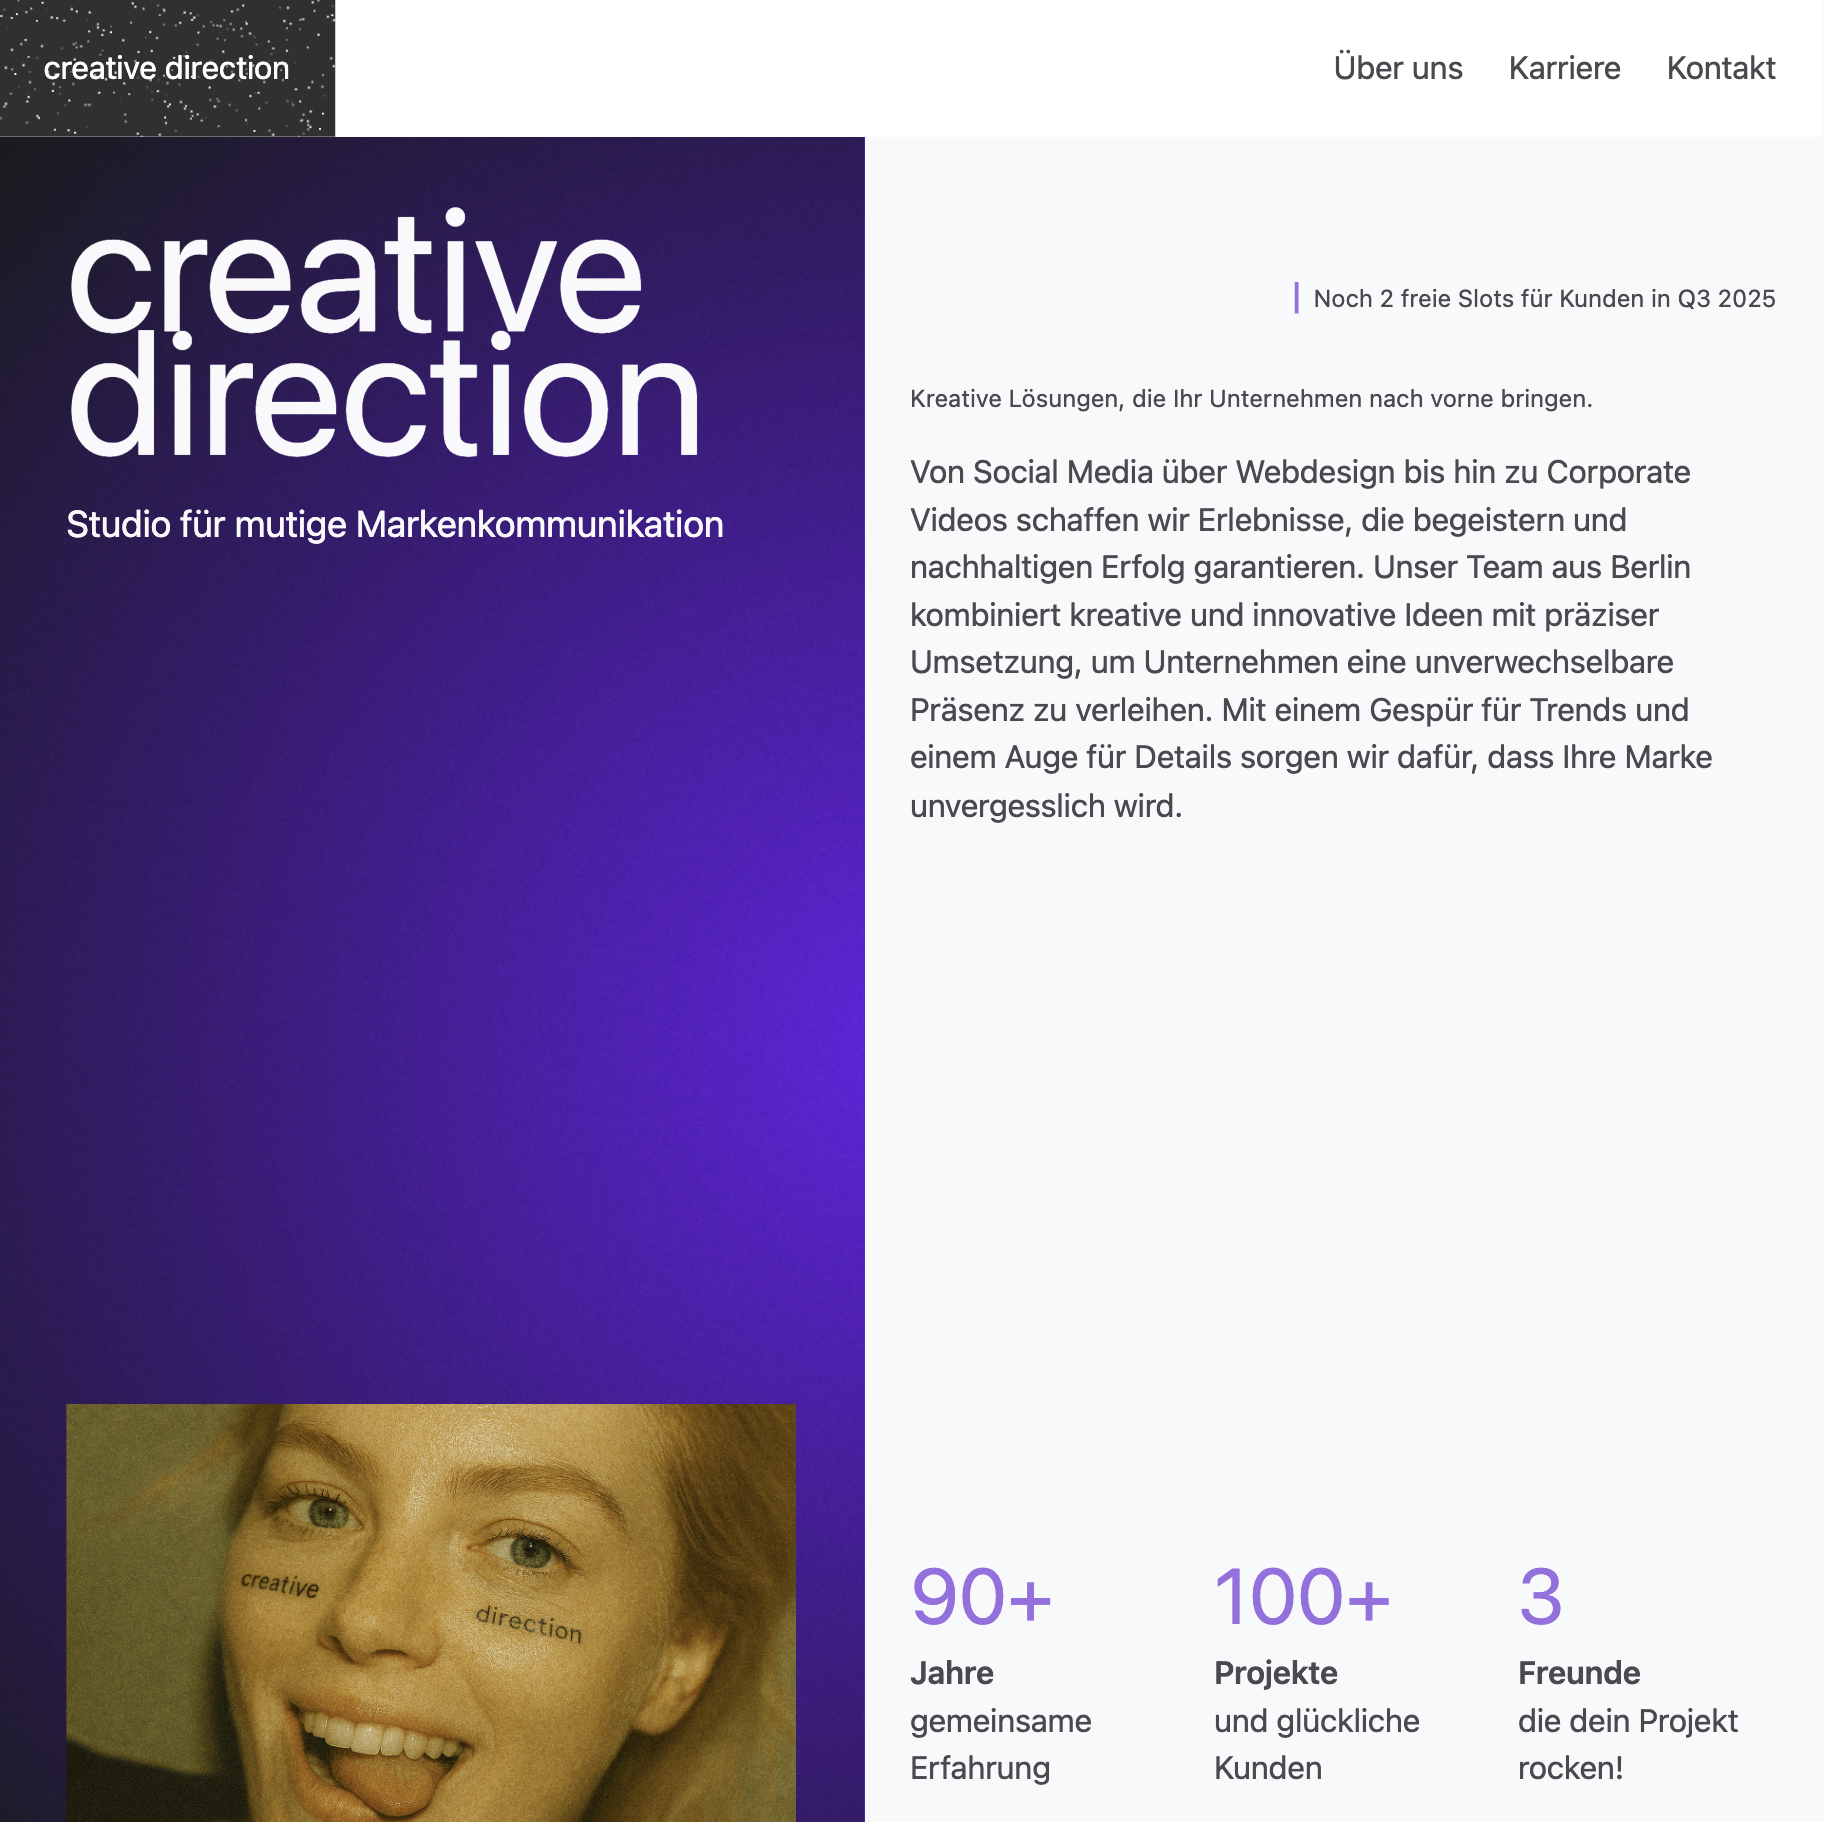 creative direction
Über uns
Karriere
Kontakt
creative
direction
Studio für mutige Markenkommunikation
Noch 2 freie Slots für Kunden in Q3 2025
Kreative Lösungen, die Ihr Unternehmen nach vorne bringen.
Von Social Media über Webdesign bis hin zu Corporate
Videos schaffen wir Erlebnisse, die begeistern und
nachhaltigen Erfolg garantieren. Unser Team aus Berlin
kombiniert kreative und innovative Ideen mit präziser
Umsetzung, um Unternehmen eine unverwechselbare
Präsenz zu verleihen. Mit einem Gespür für Trends und
einem Auge für Details sorgen wir dafür, dass Ihre Marke
unvergesslich wird.
creative
direction
90+
Jahre
gemeinsame
Erfahrung
100+
Projekte
und glückliche
Kunden
3
Freunde
die dein Projekt
rocken!